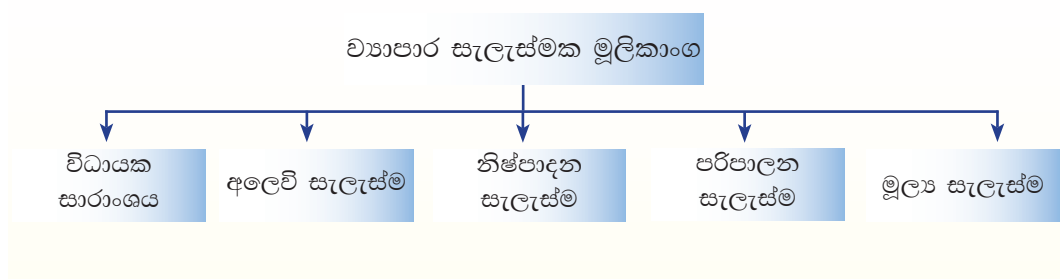 ව්‍යාපාර සැලැස්මක මූලිකාංග
විධායක
සාරාංශය
අලෙවි සැලැස්ම
නිෂ්පාදන
සැලැස්ම
පරිපාලන
සැලැස්ම
මූල්‍ය සැලැස්ම